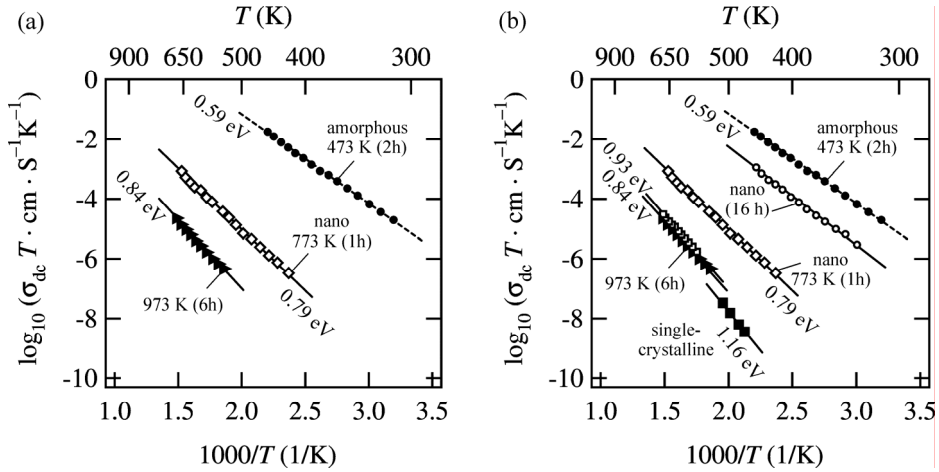 (a)
T (K)
900 650 500 400 300
0
-2
-4
-6
-8
-10
log10 (σdc T · cm · S⁻¹K⁻¹)
0.59 eV
amorphous
473 K (2h)
0.84 eV
nano
773 K (1h)
973 K (6h)
0.79 eV
1.0 1.5 2.0 2.5 3.0 3.5
1000/T (1/K)
(b)
T (K)
900 650 500 400 300
0
-2
-4
-6
-8
-10
log10 (σdc T · cm · S⁻¹K⁻¹)
0.59 eV
amorphous
473 K (2h)
0.93 eV
0.84 eV
nano
(16 h)
nano
773 K (1h)
973 K (6h)
0.79 eV
single-
crystalline
1.16 eV
1.0 1.5 2.0 2.5 3.0 3.5
1000/T (1/K)